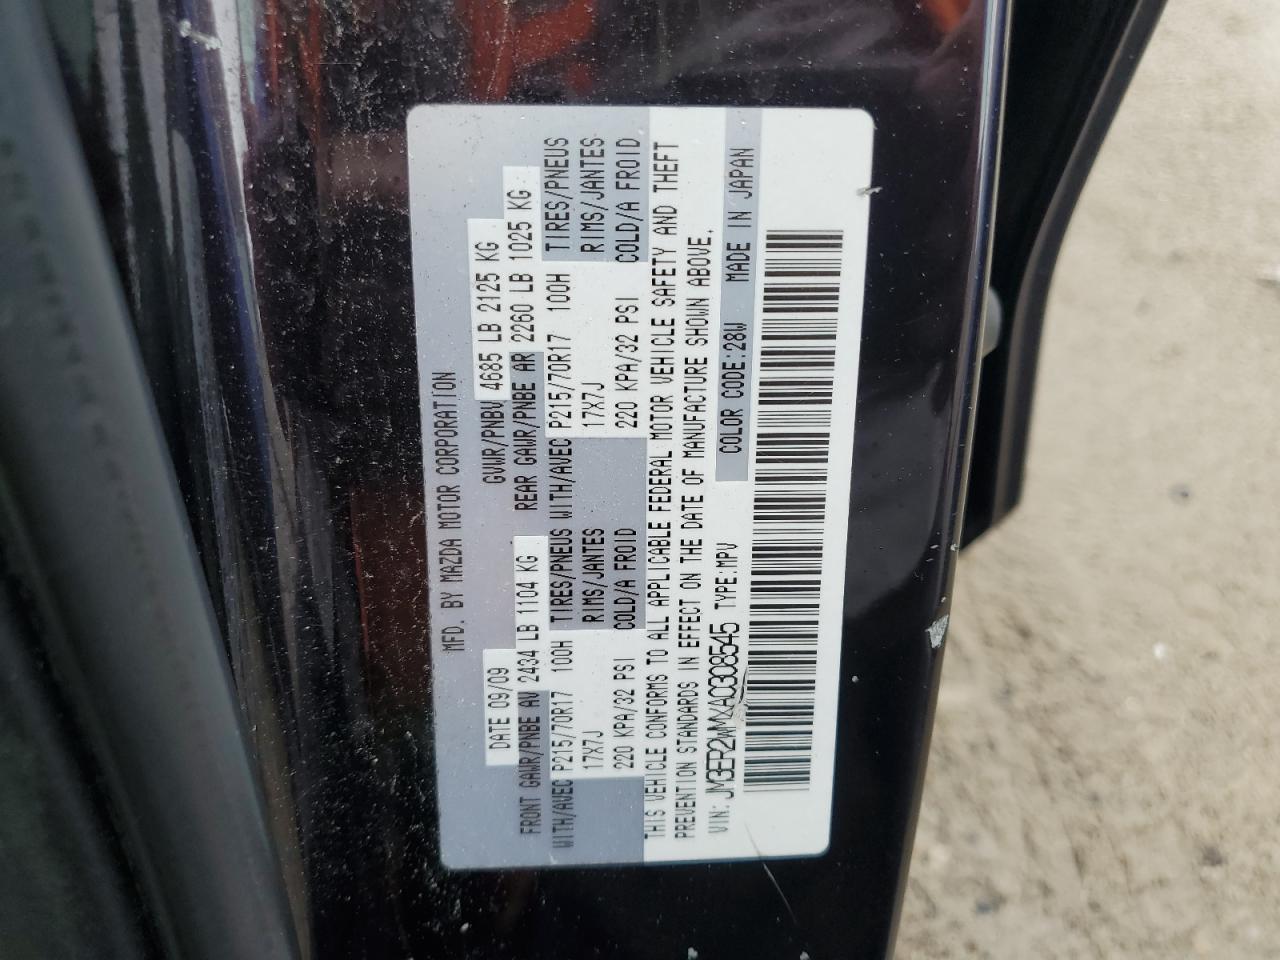 MFD. BY MAZDA MOTOR CORPORATION
DATE 09/09 GVWR/PNBV 4685 LB 2125 KG
FRONT GAWR/PNBE AV 2434 LB 1104 KG REAR GAWR/PNBE AR 2260 LB 1025 KG
WITH/AVEC P215/70R17 100H TIRES/PNEUS WITH/AVEC P215/70R17 100H TIRES/PNEUS
17X7J RIMS/JANTES 17X7J RIMS/JANTES
220 KPA/32 PSI COLD/A FROID 220 KPA/32 PSI COLD/A FROID
THIS VEHICLE CONFORMS TO ALL APPLICABLE FEDERAL MOTOR VEHICLE SAFETY AND THEFT
PREVENTION STANDARDS IN EFFECT ON THE DATE OF MANUFACTURE SHOWN ABOVE.
VIN: JM3ER2WMXA0308545 TYPE:MPV COLOR CODE:28W MADE IN JAPAN